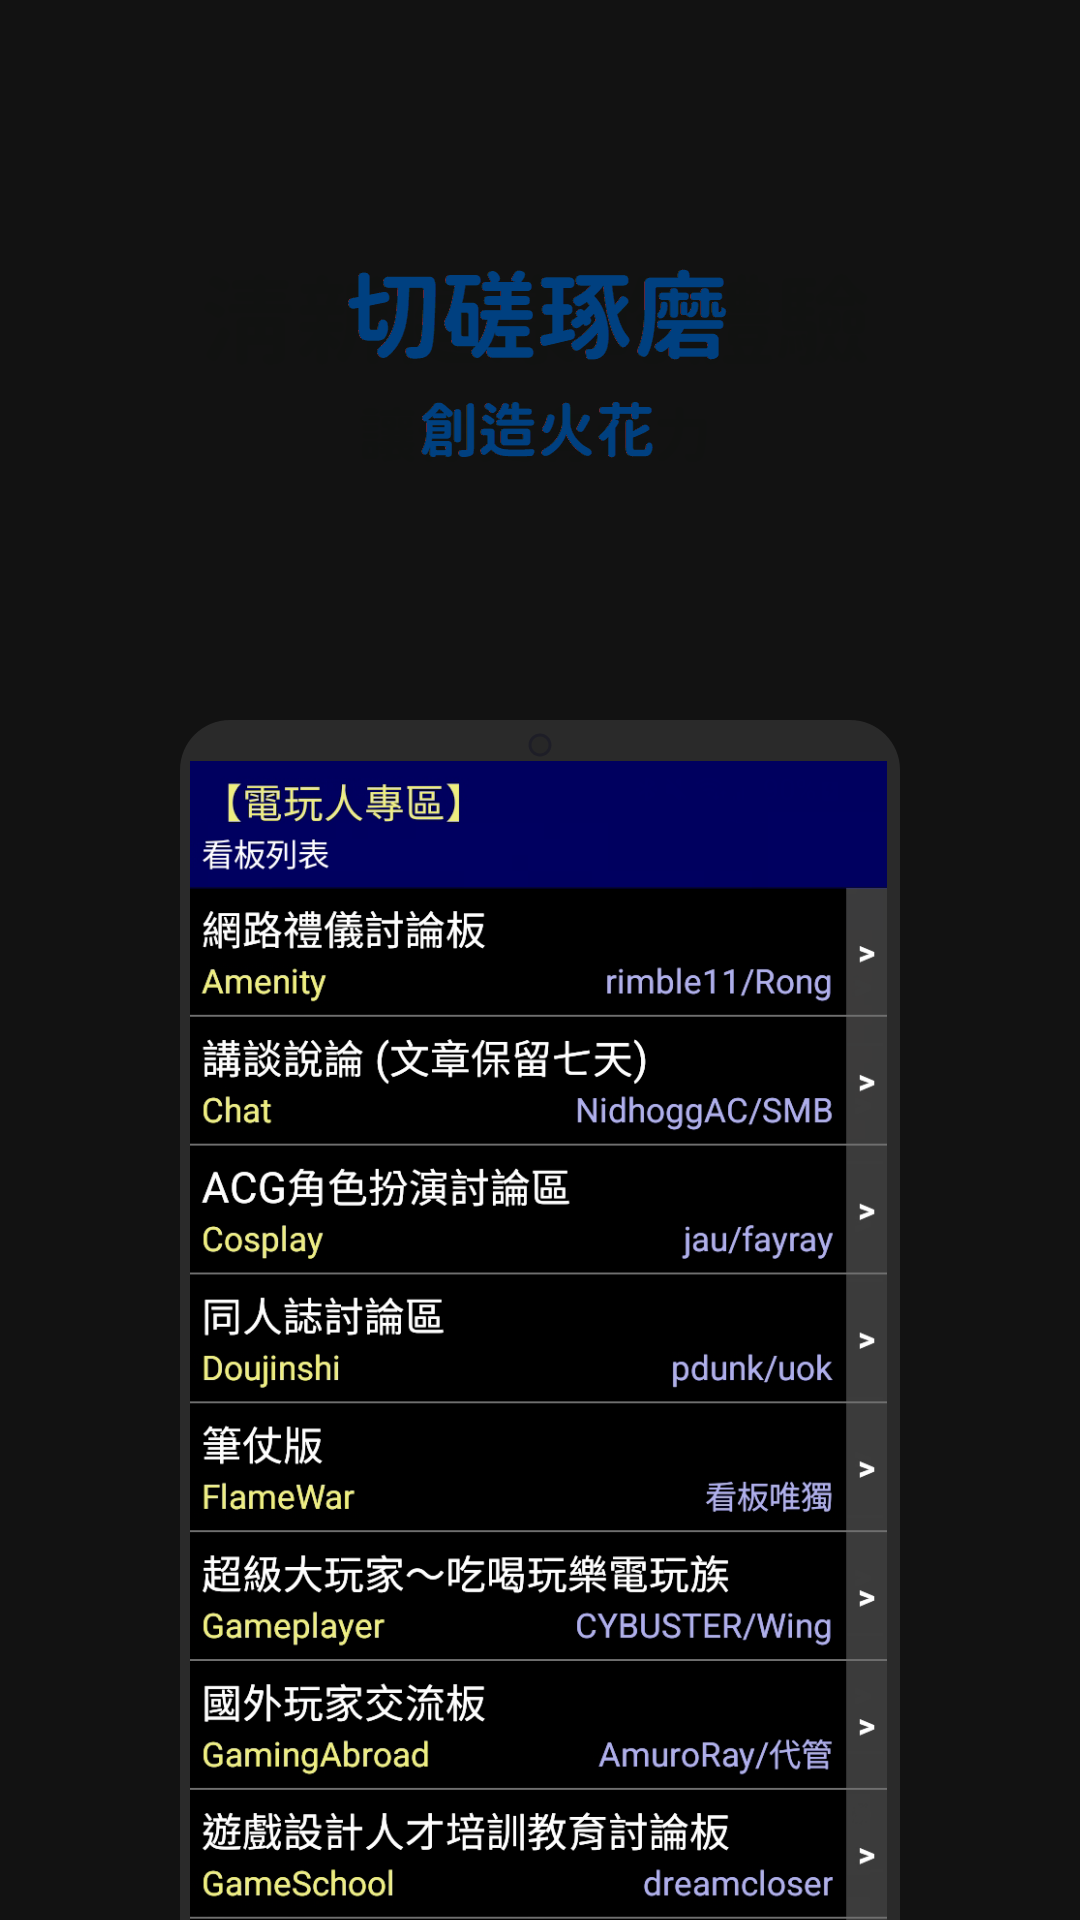 切磋琢磨
創造火花
【電玩人專區】
看板列表
網路禮儀討論板
Amenity rimble11/Rong
>
講談說論 (文章保留七天)
Chat NidhoggAC/SMB
>
ACG角色扮演討論區
Cosplay jau/fayray
>
同人誌討論區
Doujinshi pdunk/uok
>
筆仗版
FlameWar 看板唯獨
>
超級大玩家～吃喝玩樂電玩族
Gameplayer CYBUSTER/Wing
>
國外玩家交流板
GamingAbroad AmuroRay/代管
>
遊戲設計人才培訓教育討論板
GameSchool dreamcloser
>